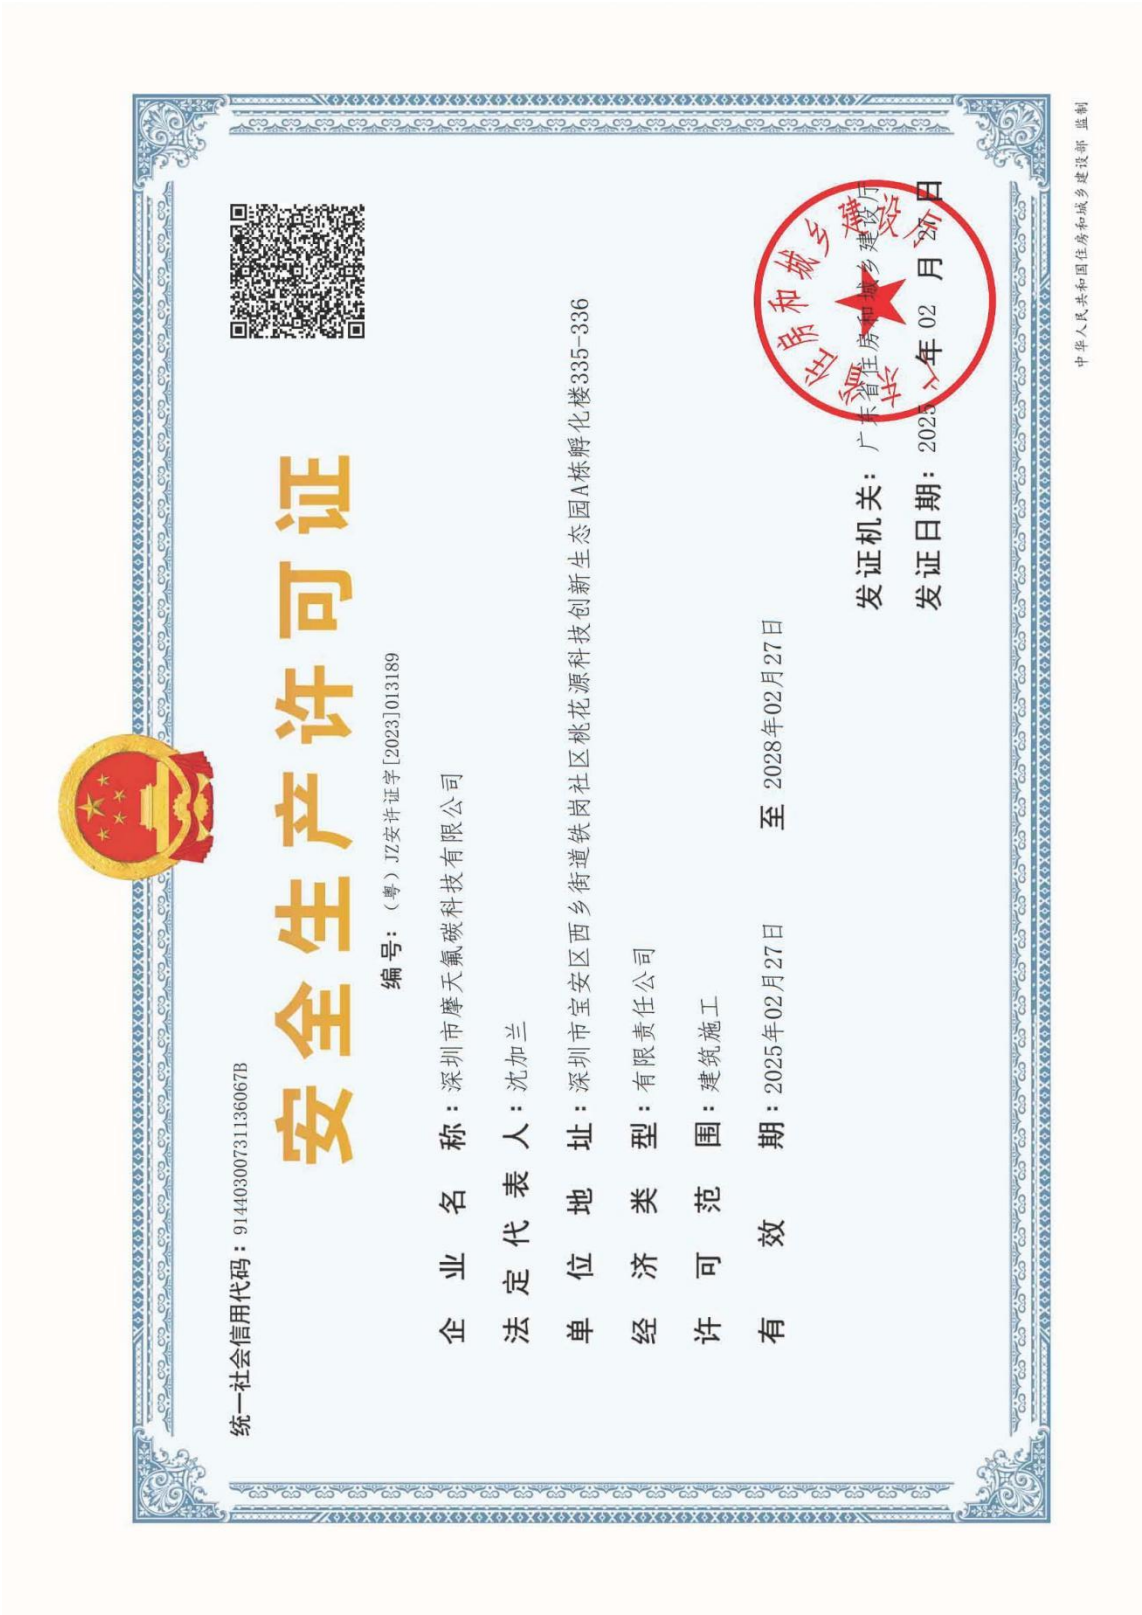 统一社会信用代码：91440300731136067B
安全生产许可证
编号：（粤）JZ安许证字[2023]013189
企业名称：深圳市摩天氟碳科技有限公司
法定代表人：沈加兰
单位地址：深圳市宝安区西乡街道铁岗社区桃花源科技创新生态园A栋孵化楼335-336
经济类型：有限责任公司
许可范围：建筑施工
有效期：2025年02月27日 至 2028年02月27日
发证机关：广东省住房和城乡建设厅
发证日期：2025年02月27日
广东省住房和城乡建设厅
中华人民共和国住房和城乡建设部 监制